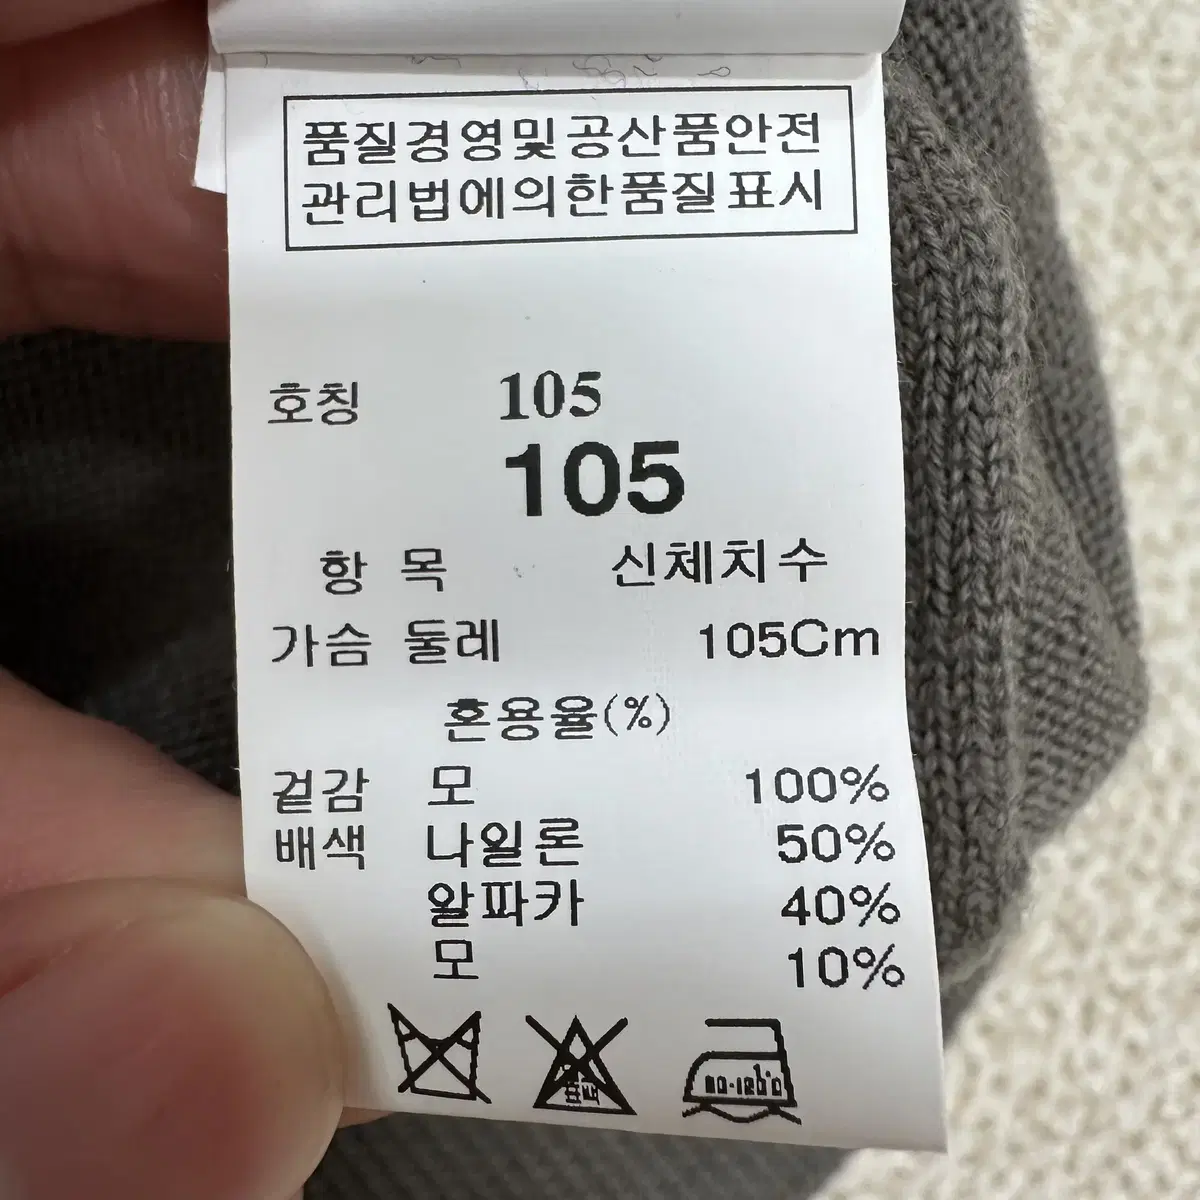 품질경영및공산품안전
관리법에의한품질표시
호칭 105
105
항 목 신체치수
가슴 둘레 105Cm
혼용율(%)
겉감 모 100%
배색 나일론 50%
알파카 40%
모 10%